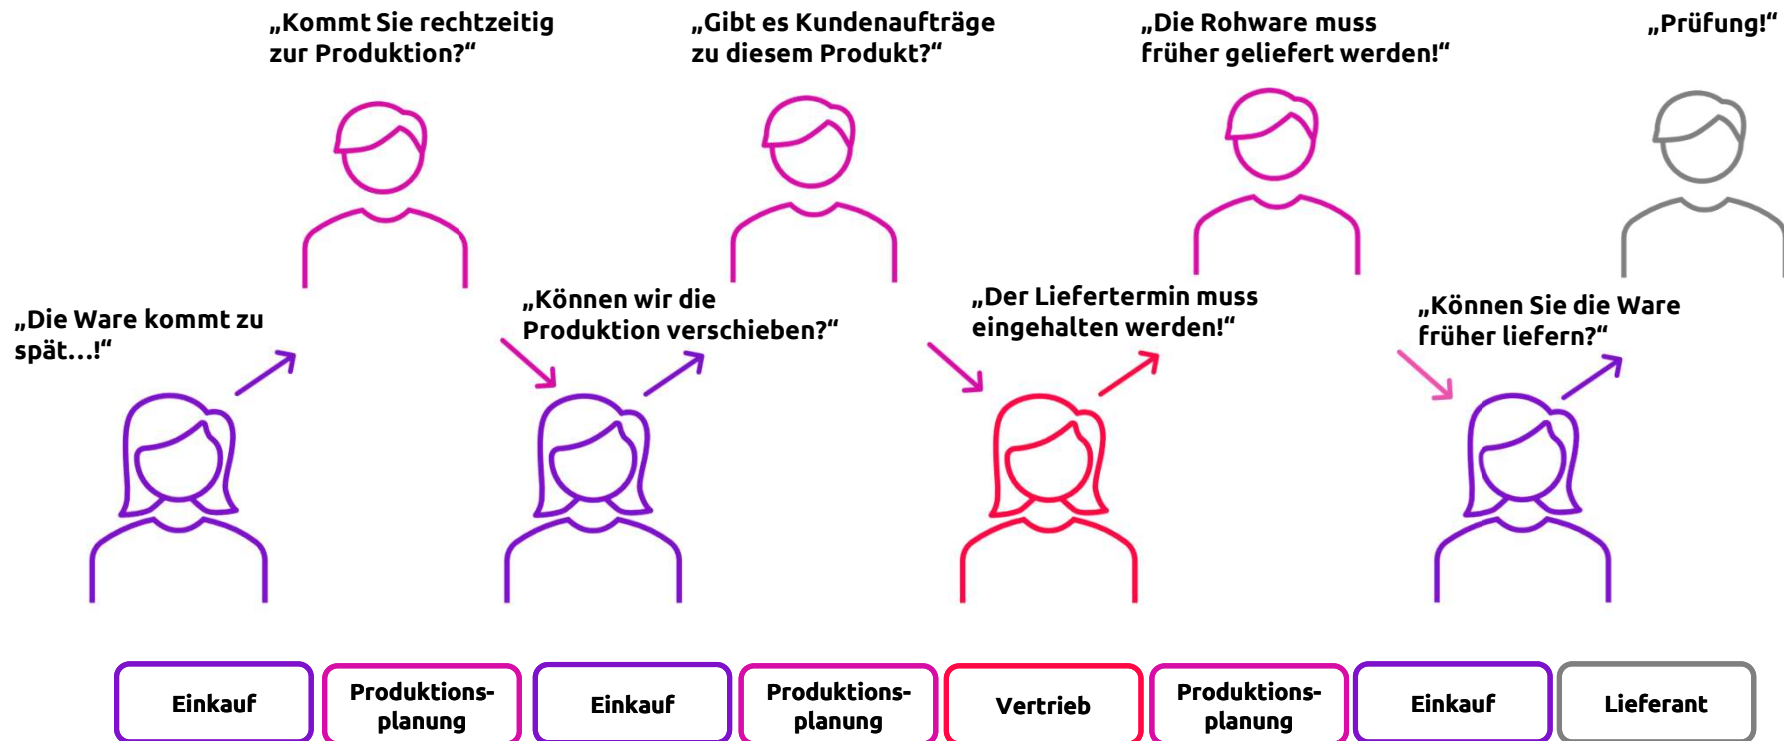 „Kommt Sie rechtzeitig
zur Produktion?“
„Gibt es Kundenaufträge
zu diesem Produkt?“
„Die Rohware muss
früher geliefert werden!“
„Prüfung!“
„Die Ware kommt zu
spät...!“
„Können wir die
Produktion verschieben?“
„Der Liefertermin muss
eingehalten werden!“
„Können Sie die Ware
früher liefern?“
Einkauf
Produktions-
planung
Einkauf
Produktions-
planung
Vertrieb
Produktions-
planung
Einkauf
Lieferant